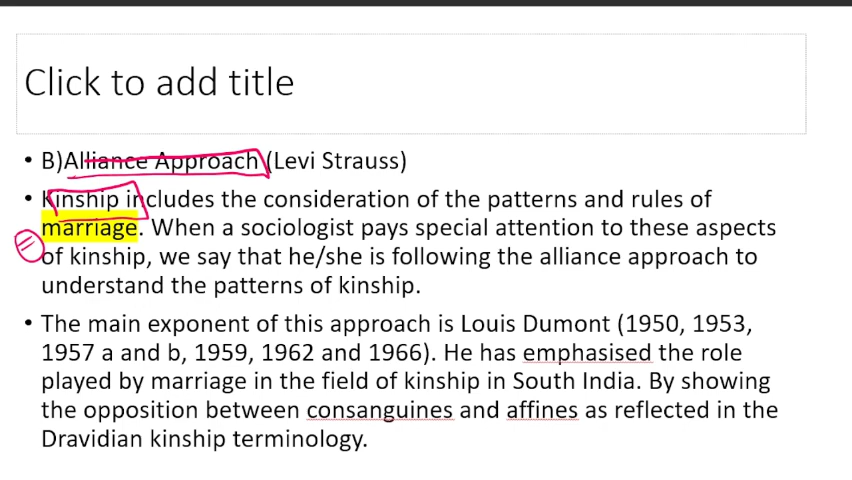 Click to add title
• B)Alliance Approach (Levi Strauss)
• Kinship includes the consideration of the patterns and rules of
marriage. When a sociologist pays special attention to these aspects
of kinship, we say that he/she is following the alliance approach to
understand the patterns of kinship.
• The main exponent of this approach is Louis Dumont (1950, 1953,
1957 a and b, 1959, 1962 and 1966). He has emphasised the role
played by marriage in the field of kinship in South India. By showing
the opposition between consanguines and affines as reflected in the
Dravidian kinship terminology.